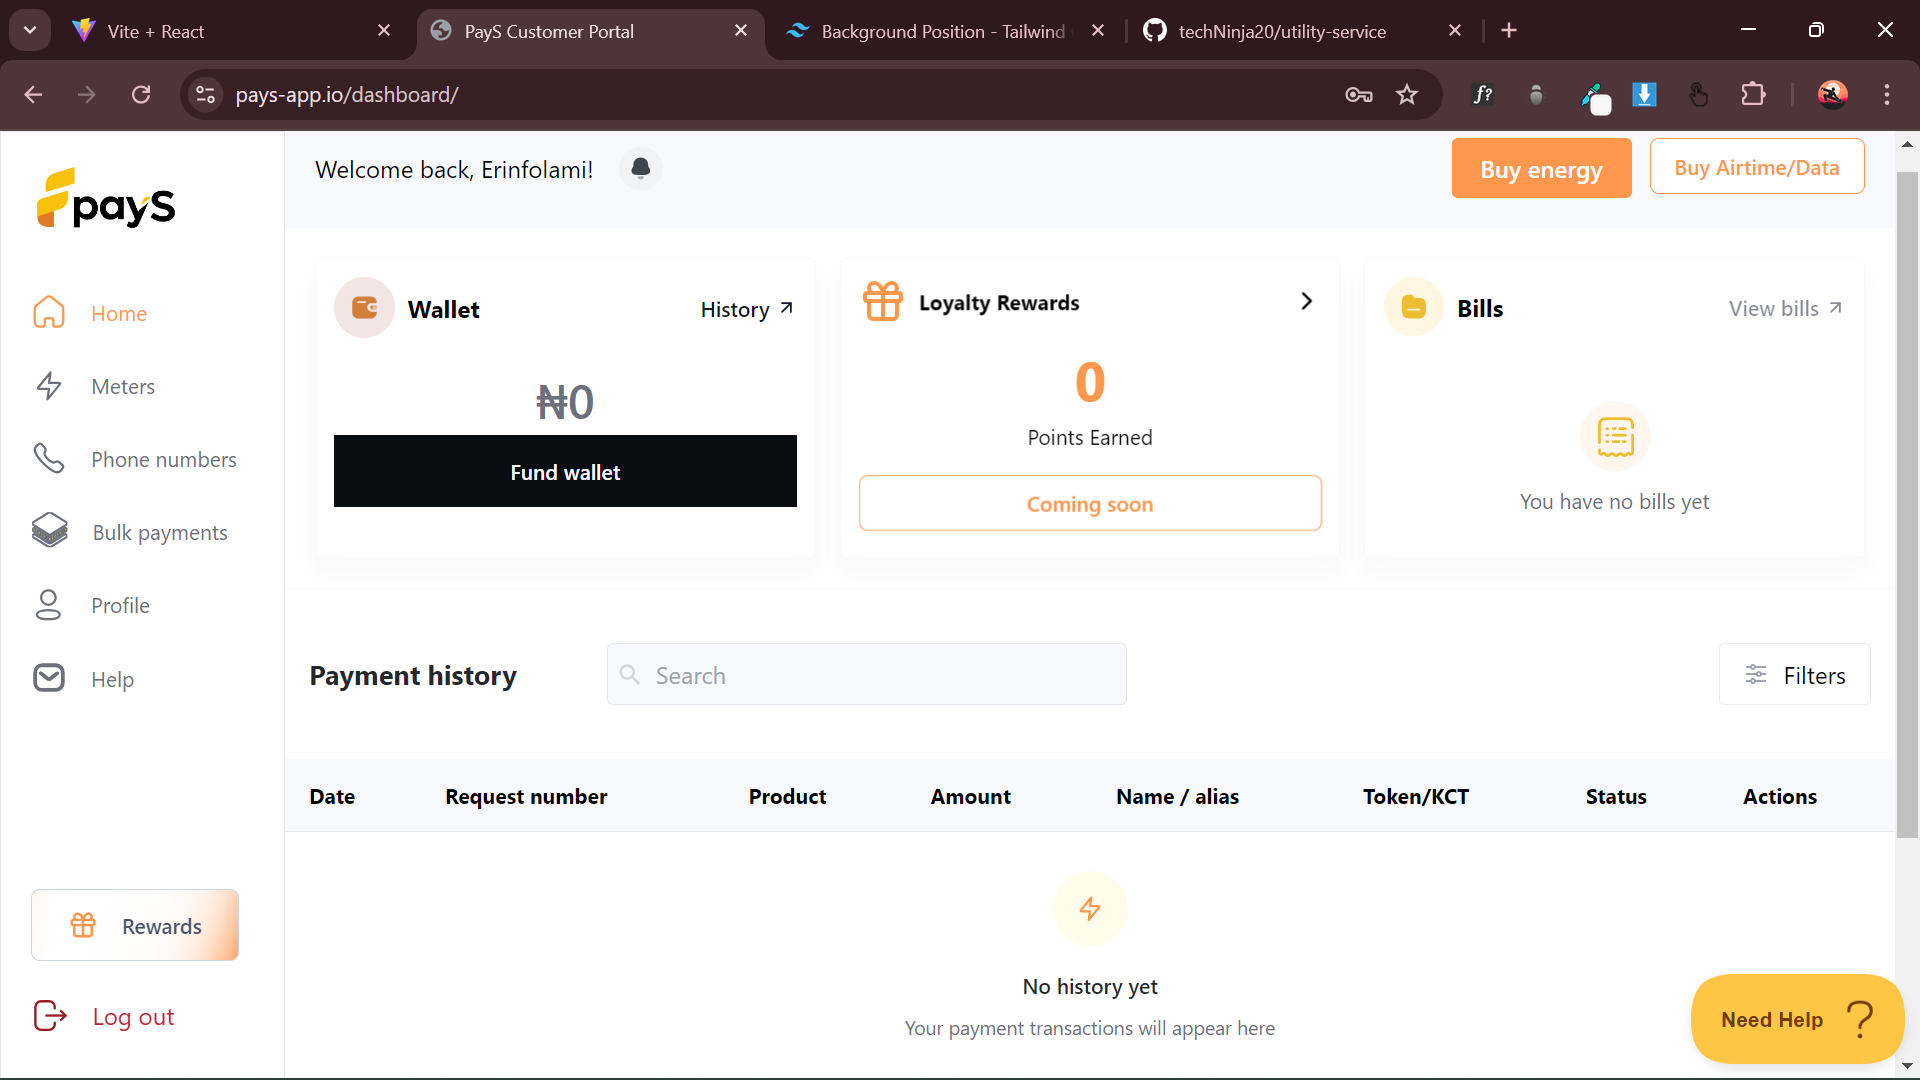 Vite + React
PayS Customer Portal
Background Position - Tailwind
techNinja20/utility-service
pays-app.io/dashboard/
f?
payS
Welcome back, Erinfolami!
Buy energy
Buy Airtime/Data
Home
Meters
Phone numbers
Bulk payments
Profile
Help
Rewards
Log out
Wallet
History
₦0
Fund wallet
Loyalty Rewards
0
Points Earned
Coming soon
Bills
View bills
You have no bills yet
Payment history
Search
Filters
Date Request number Product Amount Name / alias Token/KCT Status Actions
No history yet
Your payment transactions will appear here
Need Help ?